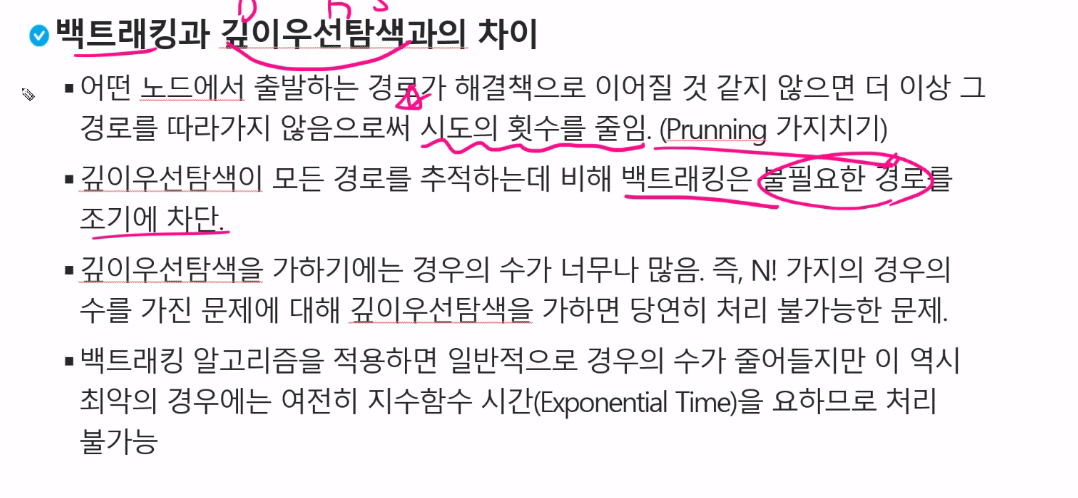 D F S
백트래킹과 깊이우선탐색과의 차이
▪ 어떤 노드에서 출발하는 경로가 해결책으로 이어질 것 같지 않으면 더 이상 그
경로를 따라가지 않음으로써 시도의 횟수를 줄임. (Prunning 가지치기)
▪ 깊이우선탐색이 모든 경로를 추적하는데 비해 백트래킹은 불필요한 경로를
조기에 차단.
▪ 깊이우선탐색을 가하기에는 경우의 수가 너무나 많음. 즉, N! 가지의 경우의
수를 가진 문제에 대해 깊이우선탐색을 가하면 당연히 처리 불가능한 문제.
▪ 백트래킹 알고리즘을 적용하면 일반적으로 경우의 수가 줄어들지만 이 역시
최악의 경우에는 여전히 지수함수 시간(Exponential Time)을 요하므로 처리
불가능